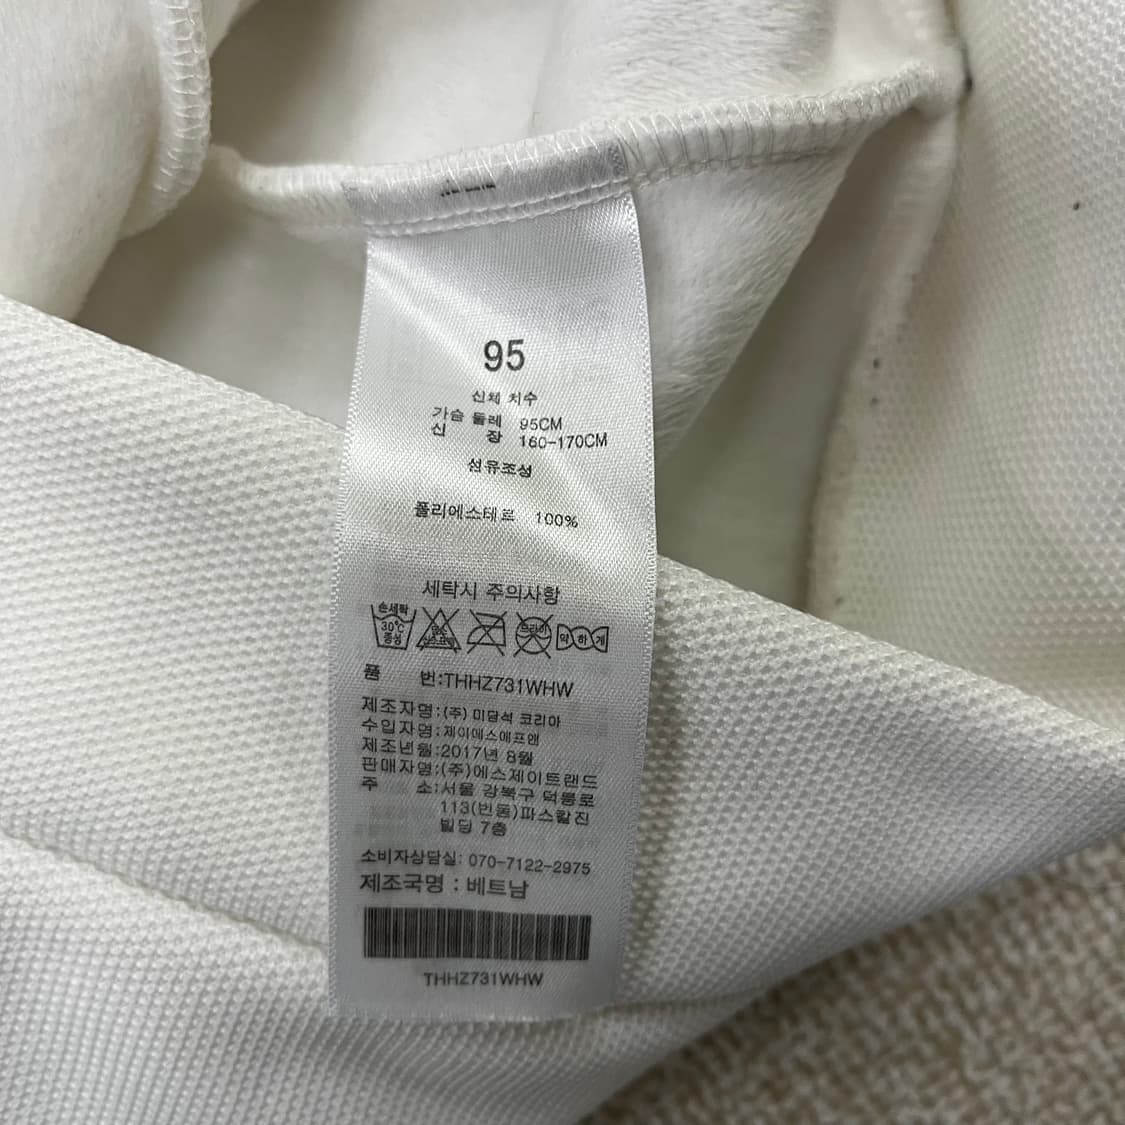 95
신체 치수
가슴 둘레 95CM
신 장 160-170CM
섬유조성
폴리에스테르 100%
세탁시 주의사항
손세탁
30℃
중성
드라이
약하게
품 번:THHZ731WHW
제조자명:(주) 미담석 코리아
수입자명:제이에스에프앤
제조년월:2017년 8월
판매자명:(주)에스제이트랜드
주 소:서울 강북구 덕릉로
113(번동)파스칼진
빌딩 7층
소비자상담실: 070-7122-2975
제조국명 : 베트남
THHZ731WHW